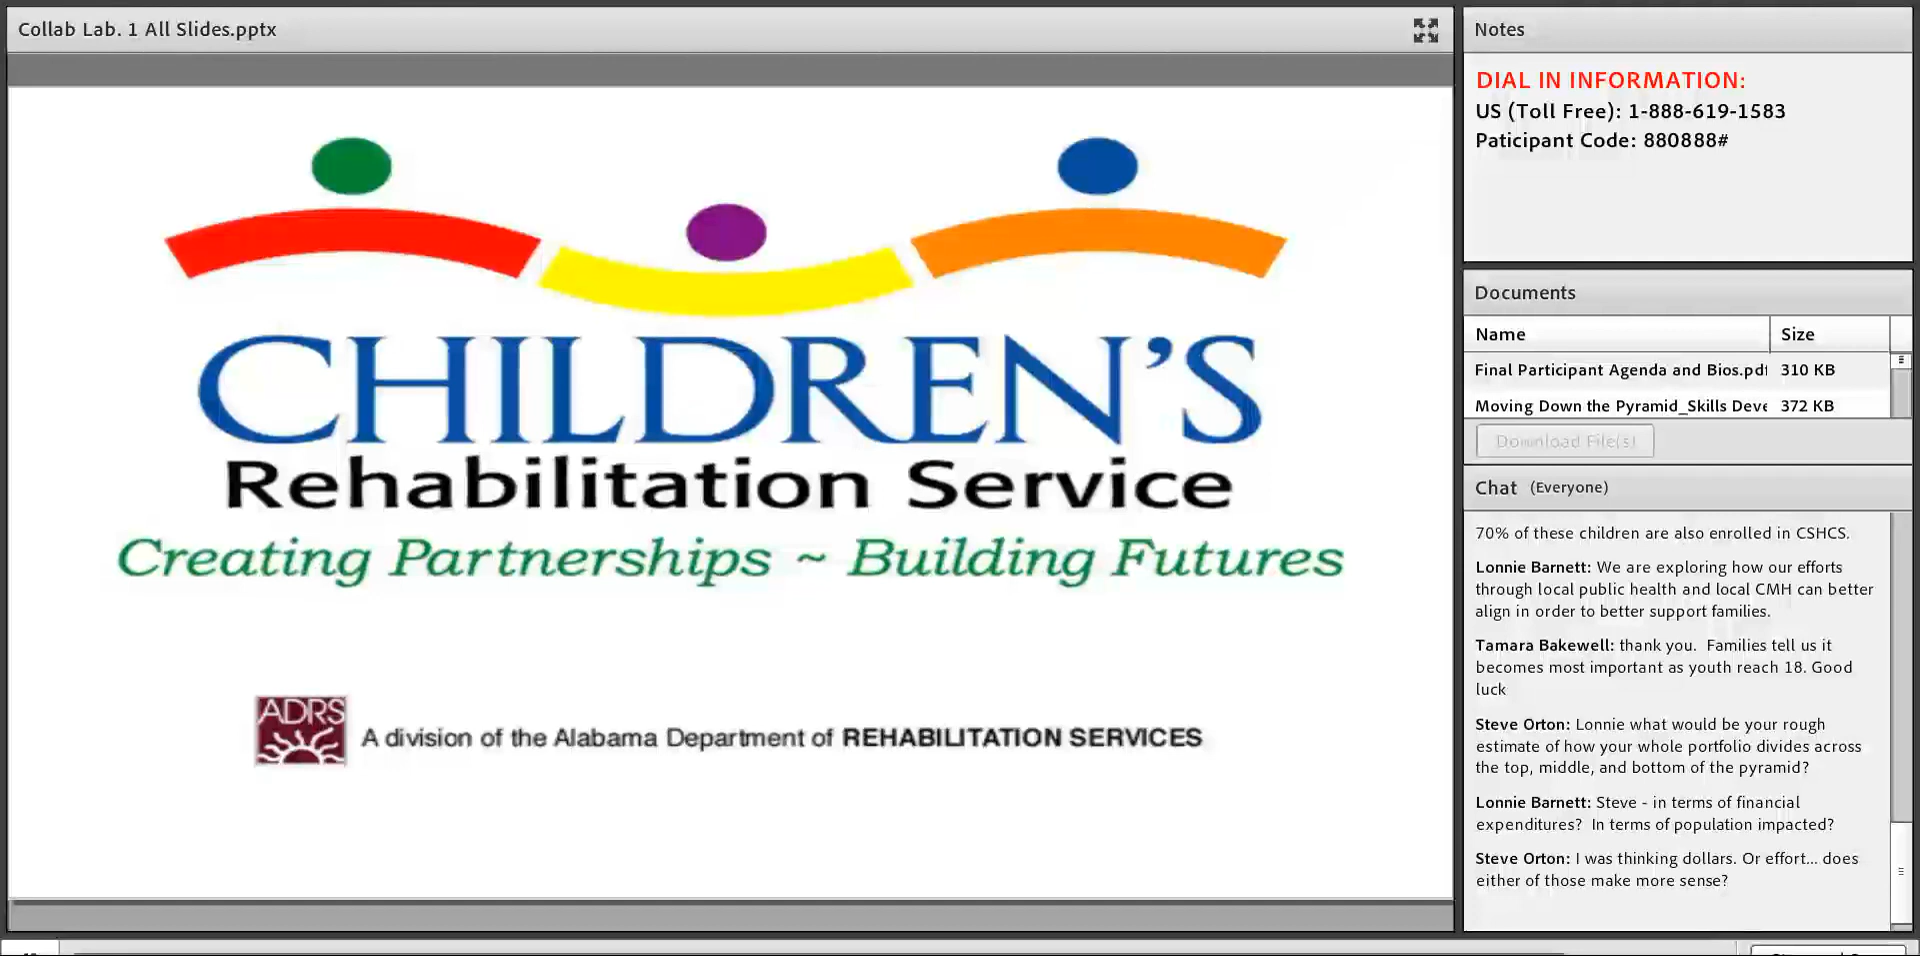 Collab Lab. 1 All Slides.pptx
CHILDREN'S
Rehabilitation Service
Creating Partnerships ~ Building Futures
ADRS
A division of the Alabama Department of REHABILITATION SERVICES
Notes
DIAL IN INFORMATION:
US (Toll Free): 1-888-619-1583
Paticipant Code: 880888#
Documents
Name Size
Final Participant Agenda and Bios.pdf 310 KB
Moving Down the Pyramid_Skills Deve 372 KB
Download File(s)
Chat (Everyone)
70% of these children are also enrolled in CSHCS.
Lonnie Barnett: We are exploring how our efforts
through local public health and local CMH can better
align in order to better support families.
Tamara Bakewell: thank you. Families tell us it
becomes most important as youth reach 18. Good
luck
Steve Orton: Lonnie what would be your rough
estimate of how your whole portfolio divides across
the top, middle, and bottom of the pyramid?
Lonnie Barnett: Steve - in terms of financial
expenditures? In terms of population impacted?
Steve Orton: I was thinking dollars. Or effort... does
either of those make more sense?